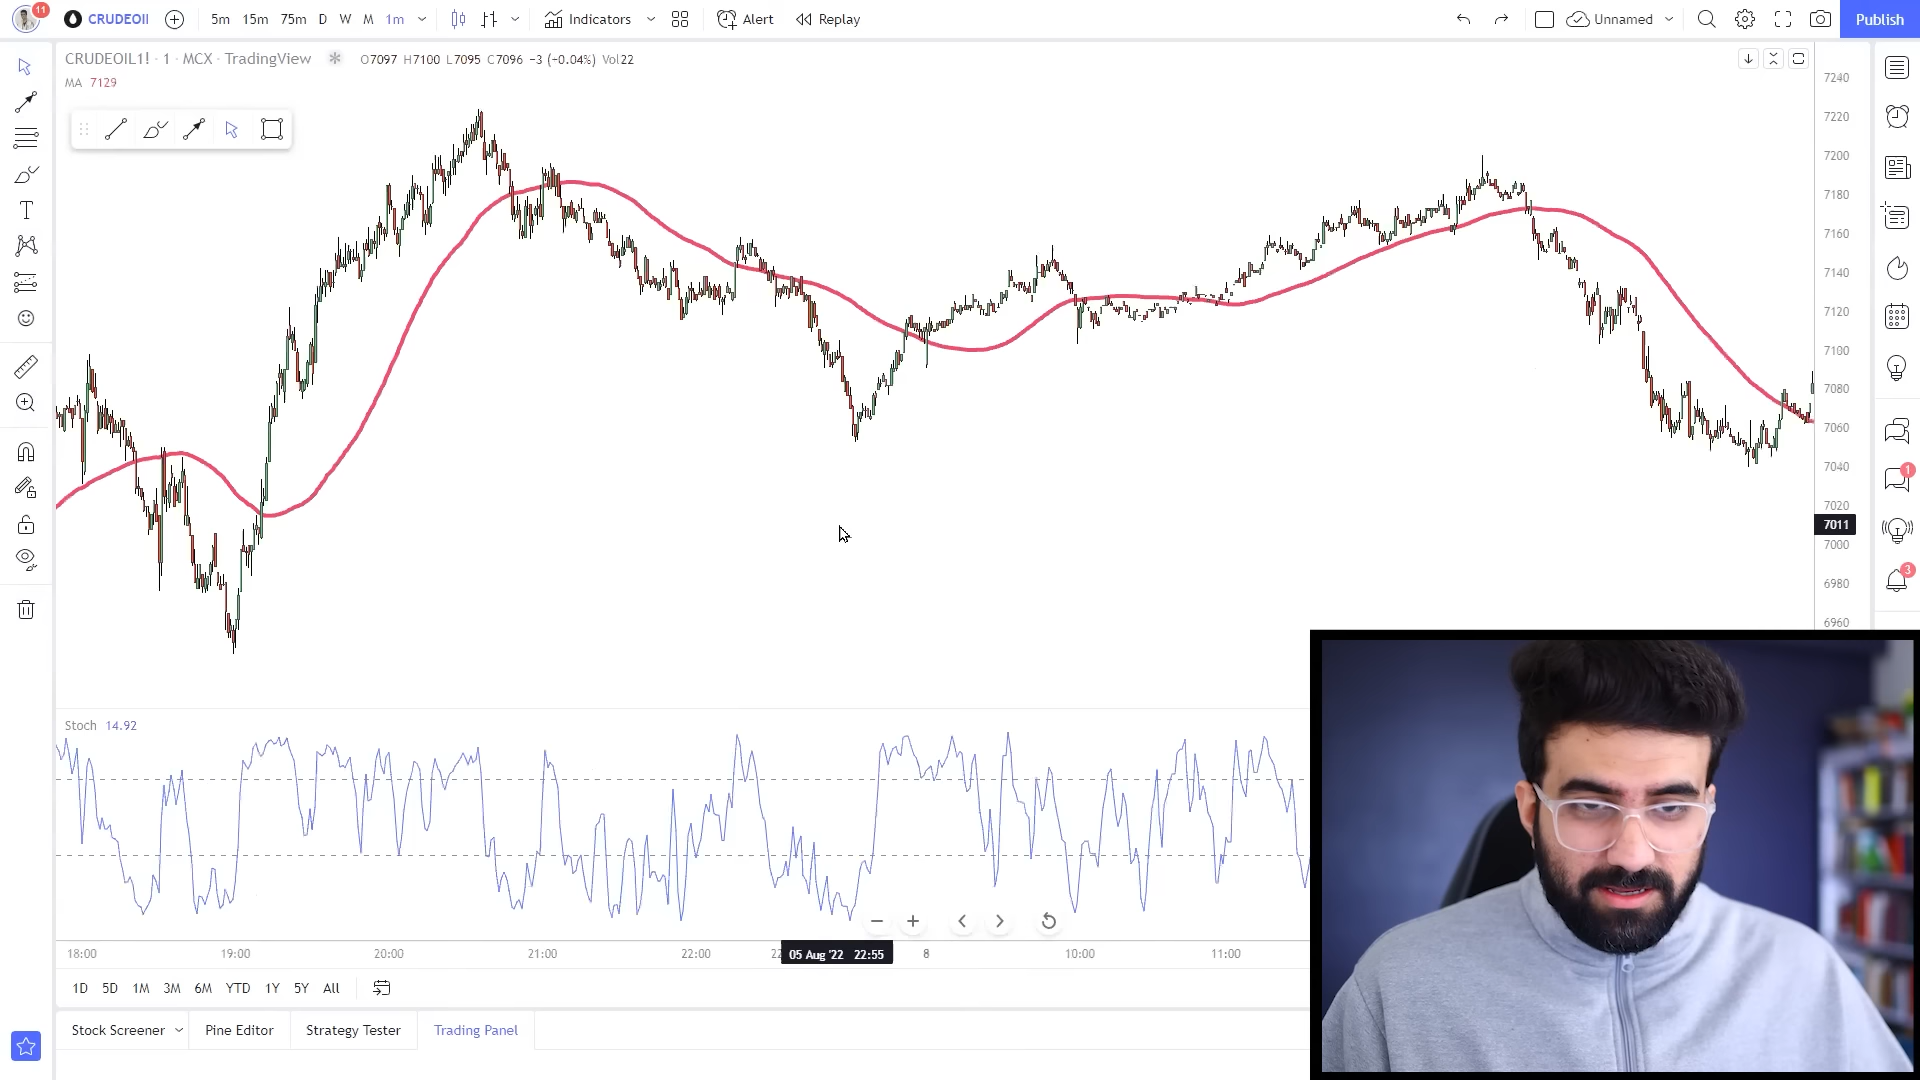 11
CRUDEOIl
5m 15m 75m D W M 1m
Indicators
Alert
Replay
Unnamed
Publish
CRUDEOIL1! · 1 · MCX · TradingView
O7097 H7100 L7095 C7096 −3 (−0.04%) Vol22
MA 7129
7240
7220
7200
7180
7160
7140
7120
7100
7080
7060
7040
7020
7011
7000
6980
6960
1
3
Stoch 14.92
18:00 19:00 20:00 21:00 22:00 22 05 Aug '22 22:55 8 10:00 11:00
1D 5D 1M 3M 6M YTD 1Y 5Y All
Stock Screener Pine Editor Strategy Tester Trading Panel